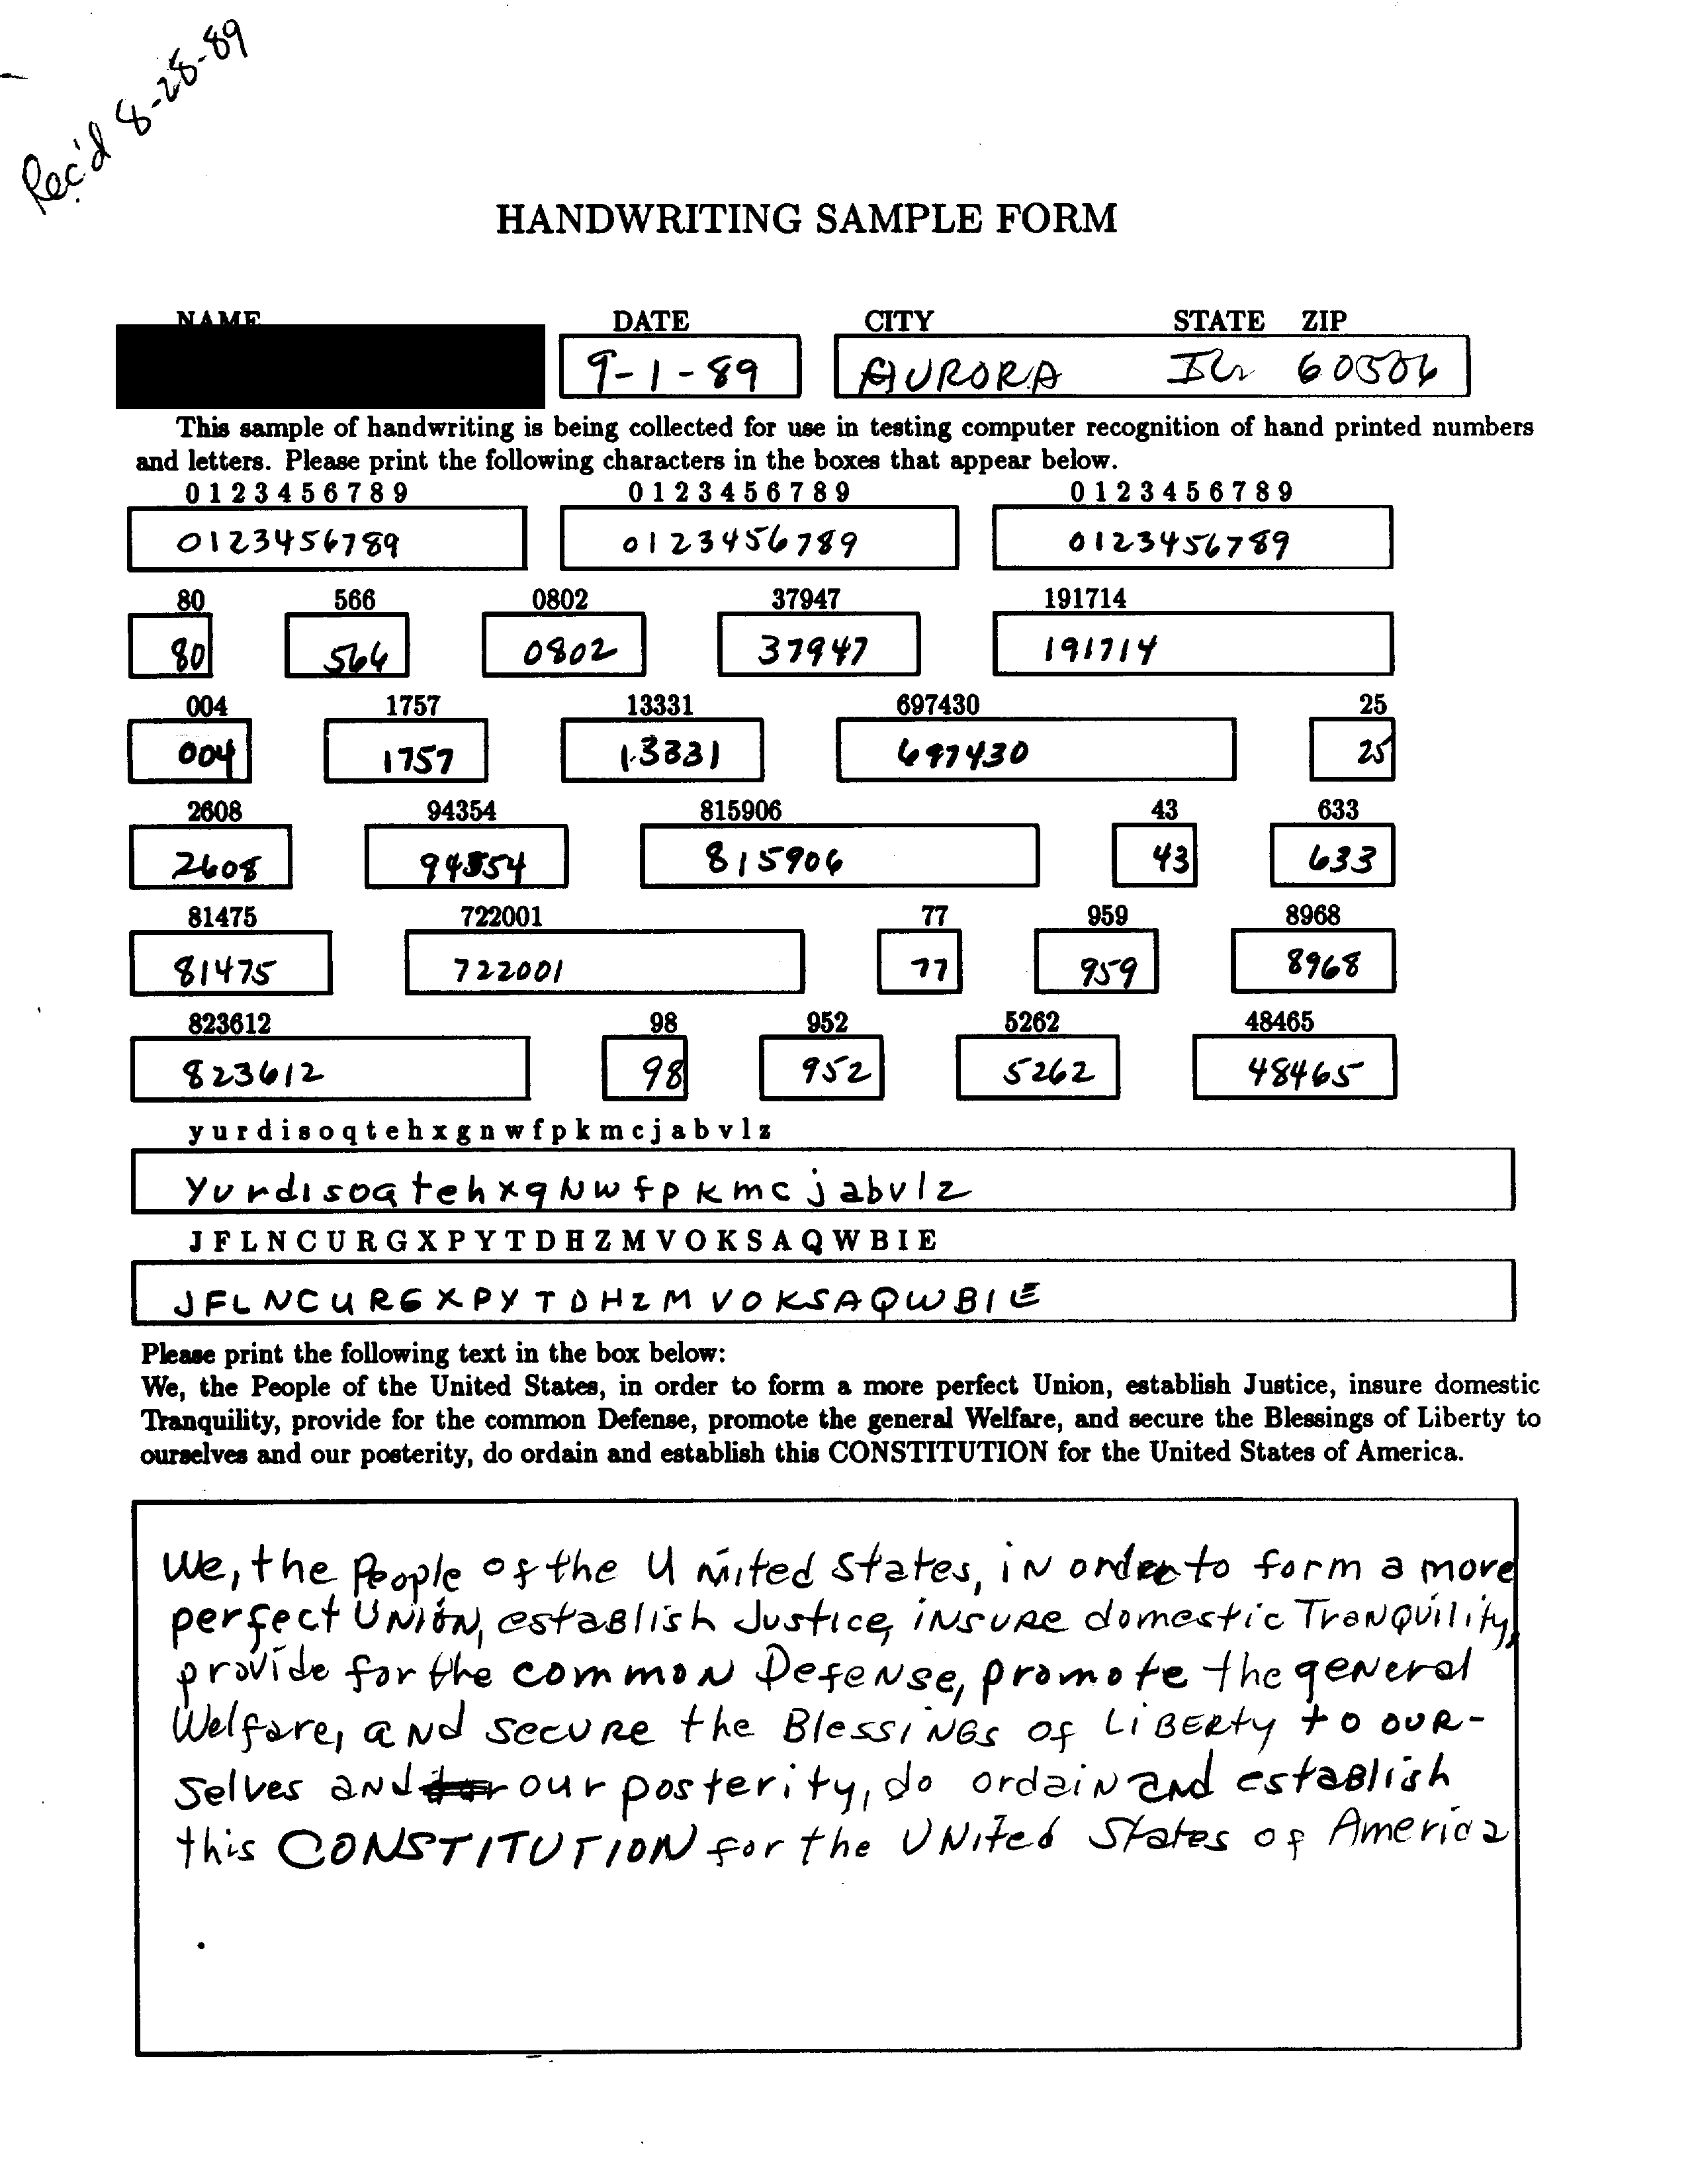 Rec'd 8-28-89
HANDWRITING SAMPLE FORM
NAME DATE CITY STATE ZIP
9-1-89 AURORA ILL 60506
This sample of handwriting is being collected for use in testing computer recognition of hand printed numbers
and letters. Please print the following characters in the boxes that appear below.
0 1 2 3 4 5 6 7 8 9 0 1 2 3 4 5 6 7 8 9 0 1 2 3 4 5 6 7 8 9
0123456789 0123456789 0123456789
80 566 0802 37947 191714
80 566 0802 37947 191714
004 1757 13331 697430 25
004 1757 13331 697430 25
2608 94354 815906 43 633
2608 94354 815906 43 633
81475 722001 77 959 8968
81475 722001 77 959 8968
823612 98 952 5262 48465
823612 98 952 5262 48465
y u r d i s o q t e h x g n w f p k m c j a b v l z
y u r d i s o q t e h x g N w f p k m c j a b v l z
J F L N C U R G X P Y T D H Z M V O K S A Q W B I E
J F L N C U R G X P Y T D H Z M V O K S A Q W B I E
Please print the following text in the box below:
We, the People of the United States, in order to form a more perfect Union, establish Justice, insure domestic
Tranquility, provide for the common Defense, promote the general Welfare, and secure the Blessings of Liberty to
ourselves and our posterity, do ordain and establish this CONSTITUTION for the United States of America.
We, the People of the United States, iN order to form a more
perfect UNiON, estaBlish Justice, iNsuRe domestic TraNQuility,
provide for the commoN DefeNse, promote the geNeral
Welfare, aNd secuRe the BlessiNGs of LiBERty to OUR-
Selves aNd our posterity, do ordaiN aNd estaBlish
this CONSTITUTION for the UNited States of America